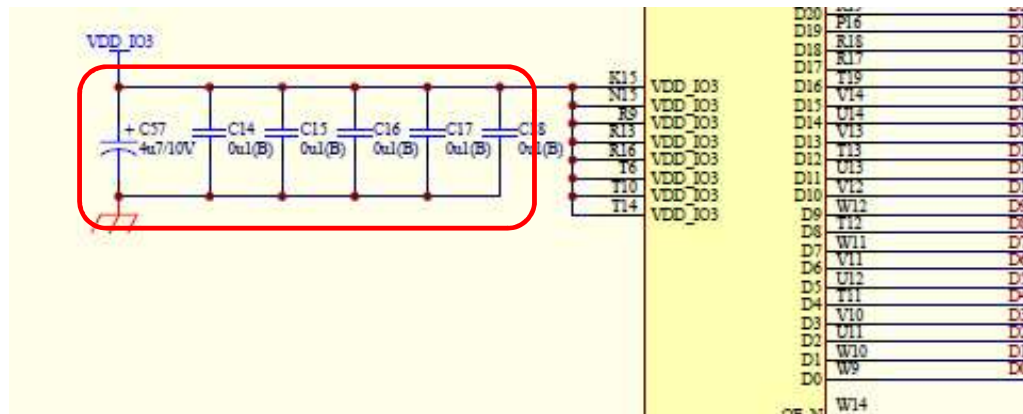 VDD_IO3
+ C57
4u7/10V
C14
0u1(B)
C15
0u1(B)
C16
0u1(B)
C17
0u1(B)
C18
0u1(B)
K15 VDD_IO3
N15 VDD_IO3
R9 VDD_IO3
R13 VDD_IO3
R16 VDD_IO3
T6 VDD_IO3
T10 VDD_IO3
T14 VDD_IO3
D20
D19 P16
D18 R18
D17 R17
D16 T19
D15 V14
D14 U14
D13 V13
D12 T13
D11 U13
D10 V12
D9 W12
D8 T12
D7 W11
D6 V11
D5 U12
D4 T11
D3 V10
D2 U11
D1 W10
D0 W9
W14